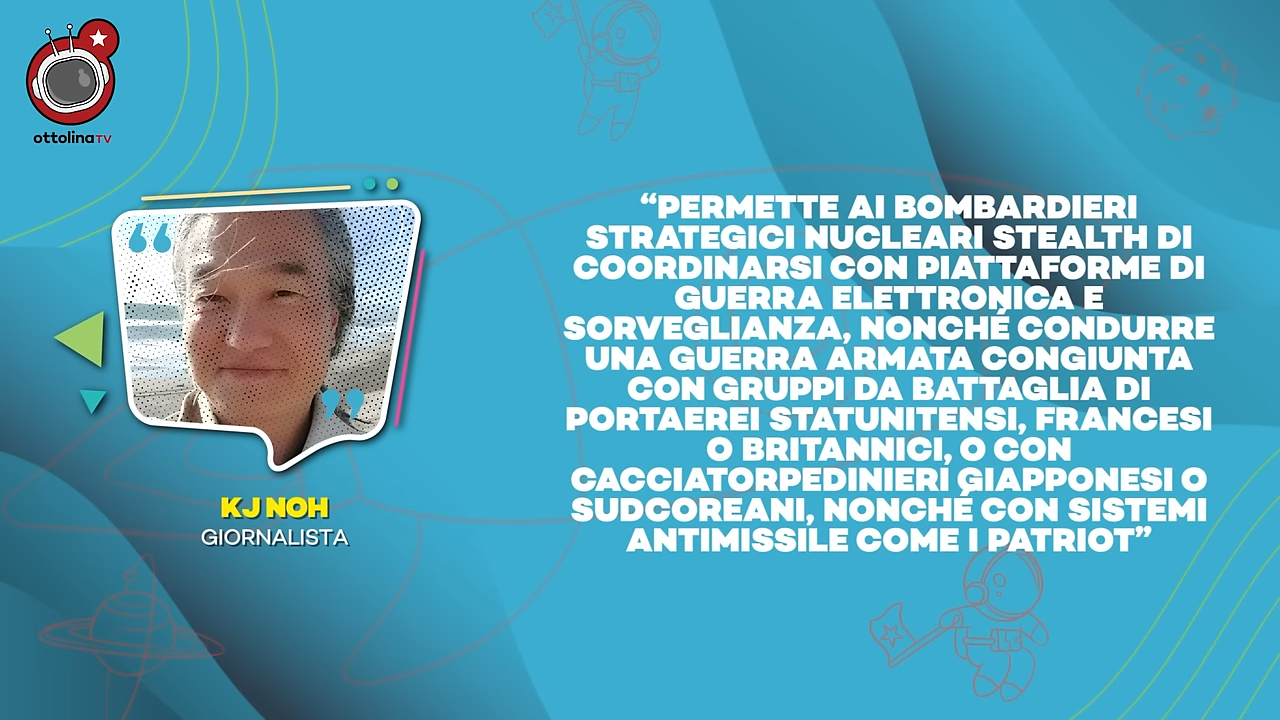 ottolinaTV
“PERMETTE AI BOMBARDIERI
STRATEGICI NUCLEARI STEALTH DI
COORDINARSI CON PIATTAFORME DI
GUERRA ELETTRONICA E
SORVEGLIANZA, NONCHÉ CONDURRE
UNA GUERRA ARMATA CONGIUNTA
CON GRUPPI DA BATTAGLIA DI
PORTAEREI STATUNITENSI, FRANCESI
O BRITANNICI, O CON
CACCIATORPEDINIERI GIAPPONESI O
SUDCOREANI, NONCHÉ CON SISTEMI
ANTIMISSILE COME I PATRIOT”
KJ NOH
GIORNALISTA